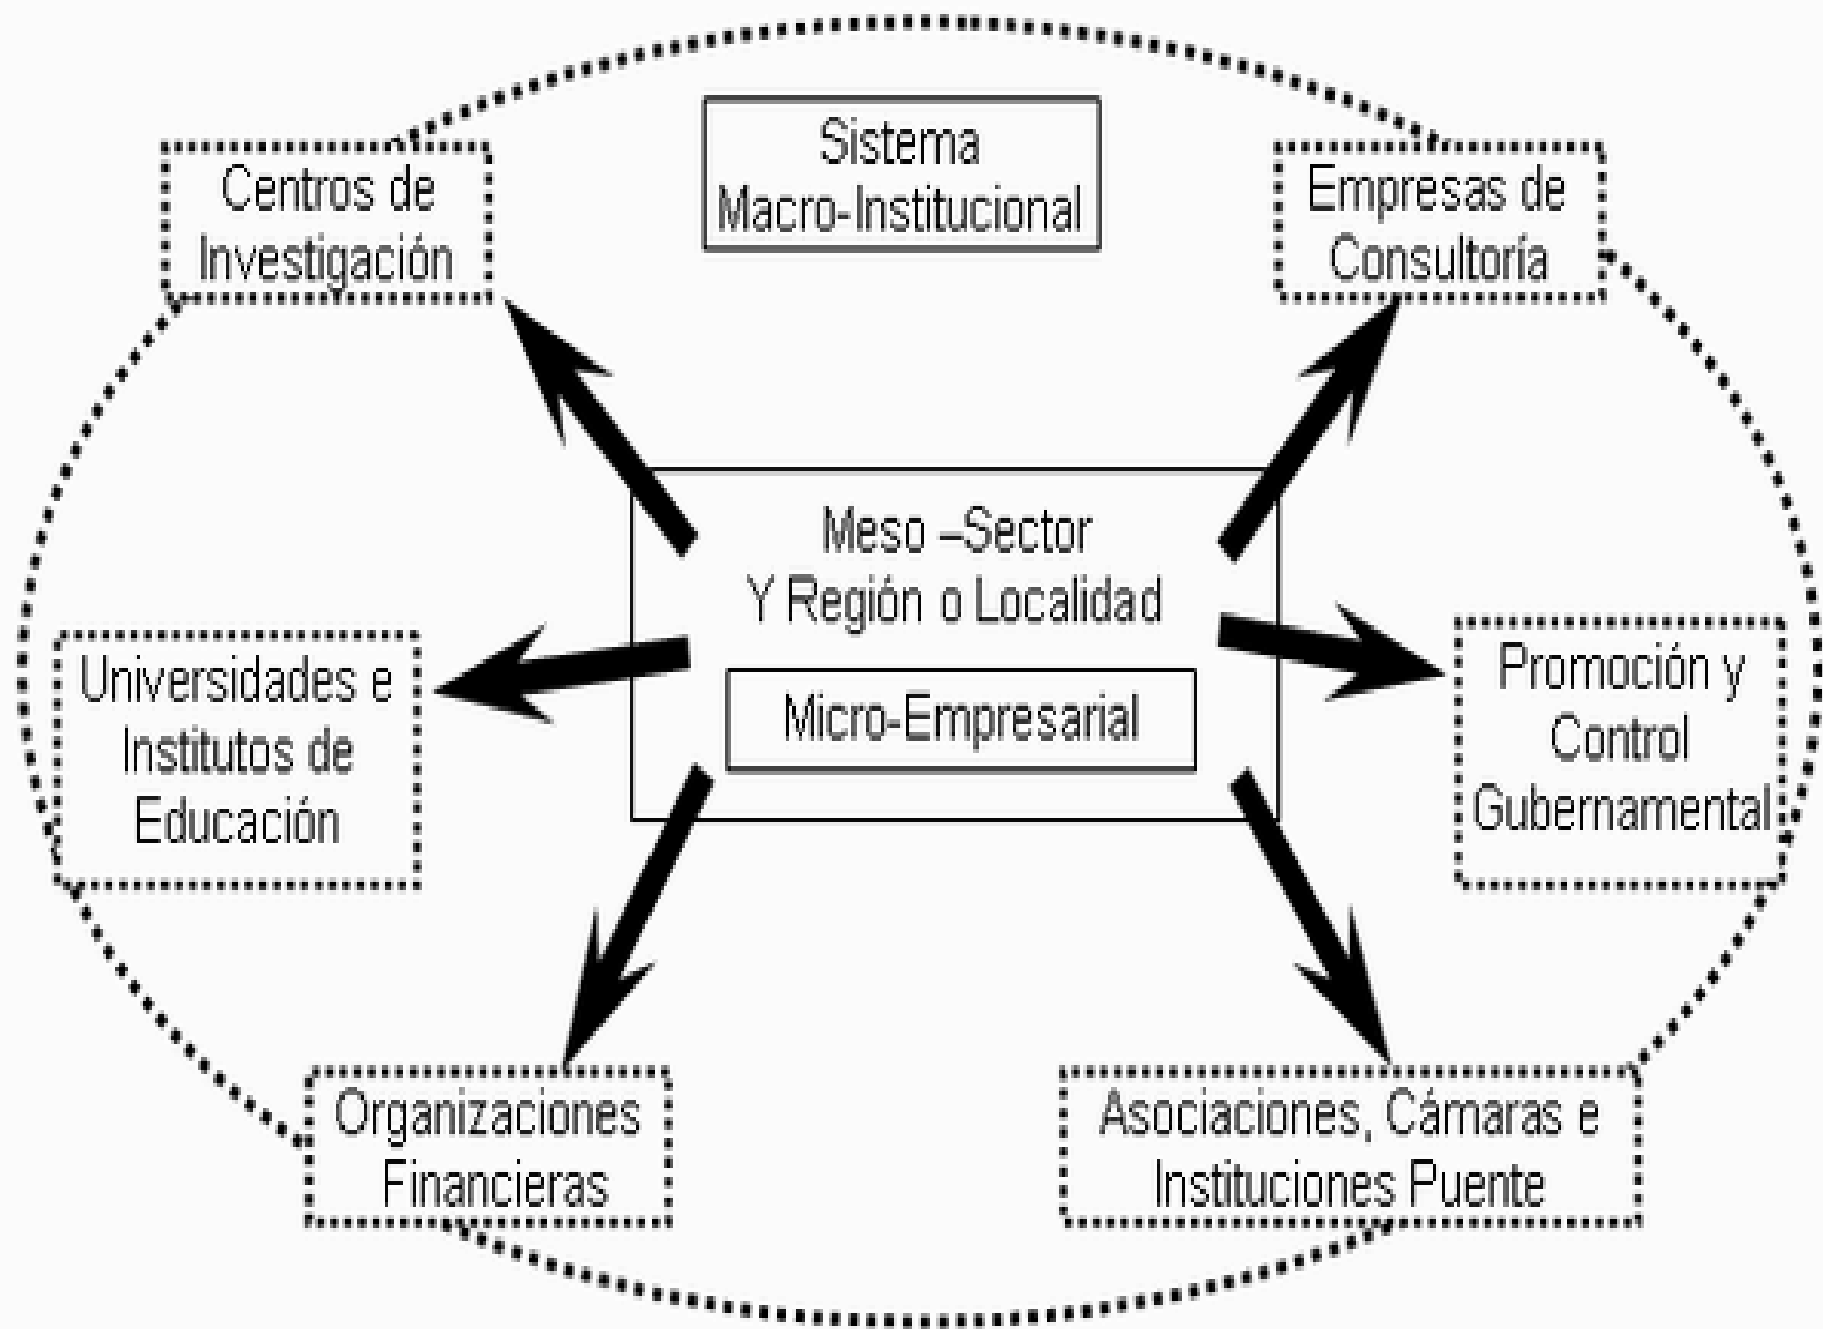 Sistema
Macro-Institucional
Centros de
Investigación
Empresas de
Consultoría
Meso –Sector
Y Región o Localidad
Micro-Empresarial
Universidades e
Institutos de
Educación
Promoción y
Control
Gubernamental
Organizaciones
Financieras
Asociaciones, Cámaras e
Instituciones Puente